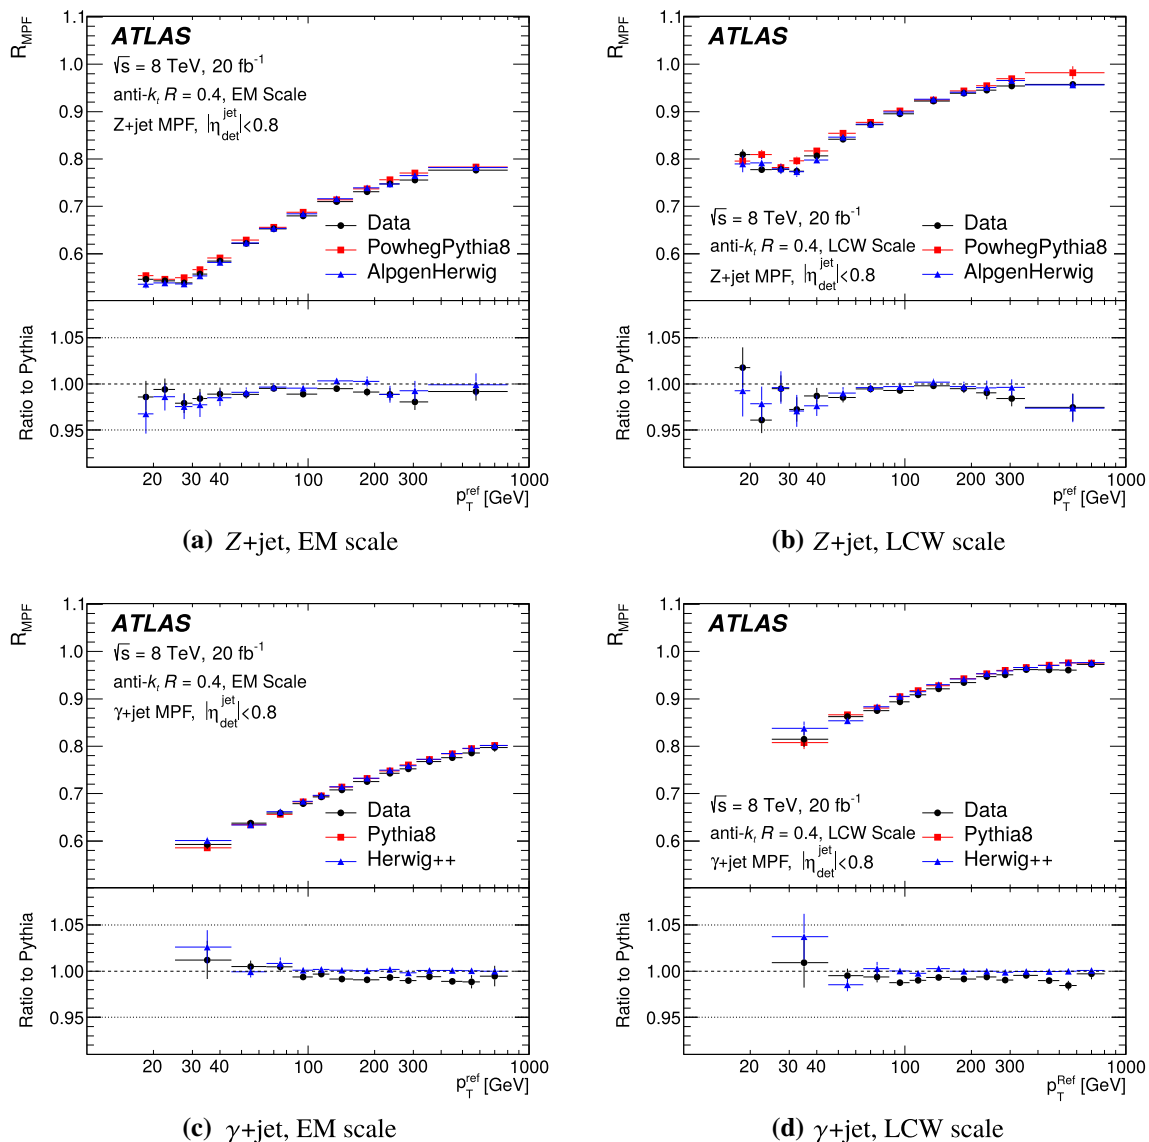 R_MPF
1.1
1.0
0.9
0.8
0.7
0.6
ATLAS
√s = 8 TeV, 20 fb⁻¹
anti-k_t R = 0.4, EM Scale
Z+jet MPF, |η_det^jet|<0.8
Data
PowhegPythia8
AlpgenHerwig
Ratio to Pythia
1.05
1.00
0.95
20 30 40 100 200 300 1000
p_T^ref [GeV]
(a) Z+jet, EM scale
R_MPF
1.1
1.0
0.9
0.8
0.7
0.6
ATLAS
√s = 8 TeV, 20 fb⁻¹
anti-k_t R = 0.4, LCW Scale
Z+jet MPF, |η_det^jet|<0.8
Data
PowhegPythia8
AlpgenHerwig
Ratio to Pythia
1.05
1.00
0.95
20 30 40 100 200 300 1000
p_T^ref [GeV]
(b) Z+jet, LCW scale
R_MPF
1.1
1.0
0.9
0.8
0.7
0.6
ATLAS
√s = 8 TeV, 20 fb⁻¹
anti-k_t R = 0.4, EM Scale
γ+jet MPF, |η_det^jet|<0.8
Data
Pythia8
Herwig++
Ratio to Pythia
1.05
1.00
0.95
20 30 40 100 200 300 1000
p_T^ref [GeV]
(c) γ+jet, EM scale
R_MPF
1.1
1.0
0.9
0.8
0.7
0.6
ATLAS
√s = 8 TeV, 20 fb⁻¹
anti-k_t R = 0.4, LCW Scale
γ+jet MPF, |η_det^jet|<0.8
Data
Pythia8
Herwig++
Ratio to Pythia
1.05
1.00
0.95
20 30 40 100 200 300 1000
p_T^Ref [GeV]
(d) γ+jet, LCW scale